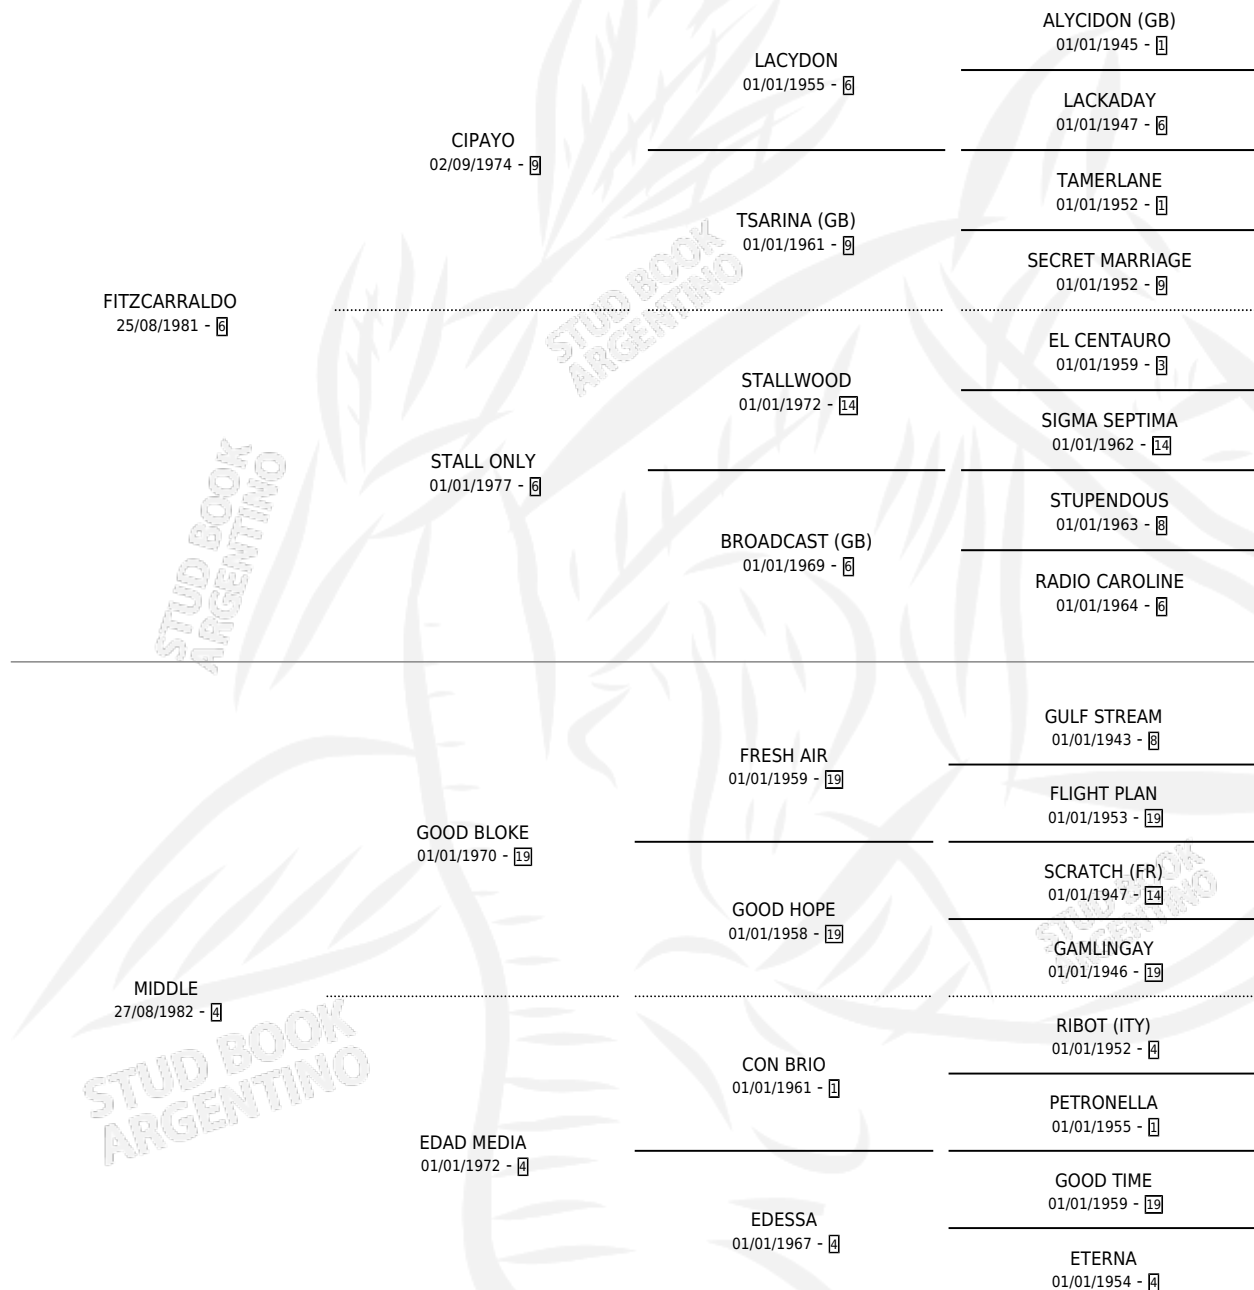 ALYCIDON (GB)
01/01/1945 - 1
LACYDON
01/01/1955 - 6
LACKADAY
01/01/1947 - 6
CIPAYO
02/09/1974 - 9
TAMERLANE
01/01/1952 - 1
TSARINA (GB)
01/01/1961 - 9
SECRET MARRIAGE
01/01/1952 - 9
FITZCARRALDO
25/08/1981 - 6
STUD BOOK
ARGENTINO
EL CENTAURO
01/01/1959 - 3
STALLWOOD
01/01/1972 - 14
SIGMA SEPTIMA
01/01/1962 - 14
STALL ONLY
01/01/1977 - 6
STUPENDOUS
01/01/1963 - 8
BROADCAST (GB)
01/01/1969 - 6
RADIO CAROLINE
01/01/1964 - 6
STUD BOOK
ARGENTINO
GULF STREAM
01/01/1943 - 8
FRESH AIR
01/01/1959 - 19
FLIGHT PLAN
01/01/1953 - 19
GOOD BLOKE
01/01/1970 - 19
SCRATCH (FR)
01/01/1947 - 14
GOOD HOPE
01/01/1958 - 19
STUD BOOK
ARGENTINO
GAMLINGAY
01/01/1946 - 19
MIDDLE
27/08/1982 - 4
RIBOT (ITY)
01/01/1952 - 4
STUD BOOK
ARGENTINO
CON BRIO
01/01/1961 - 1
PETRONELLA
01/01/1955 - 1
EDAD MEDIA
01/01/1972 - 4
GOOD TIME
01/01/1959 - 19
EDESSA
01/01/1967 - 4
ETERNA
01/01/1954 - 4